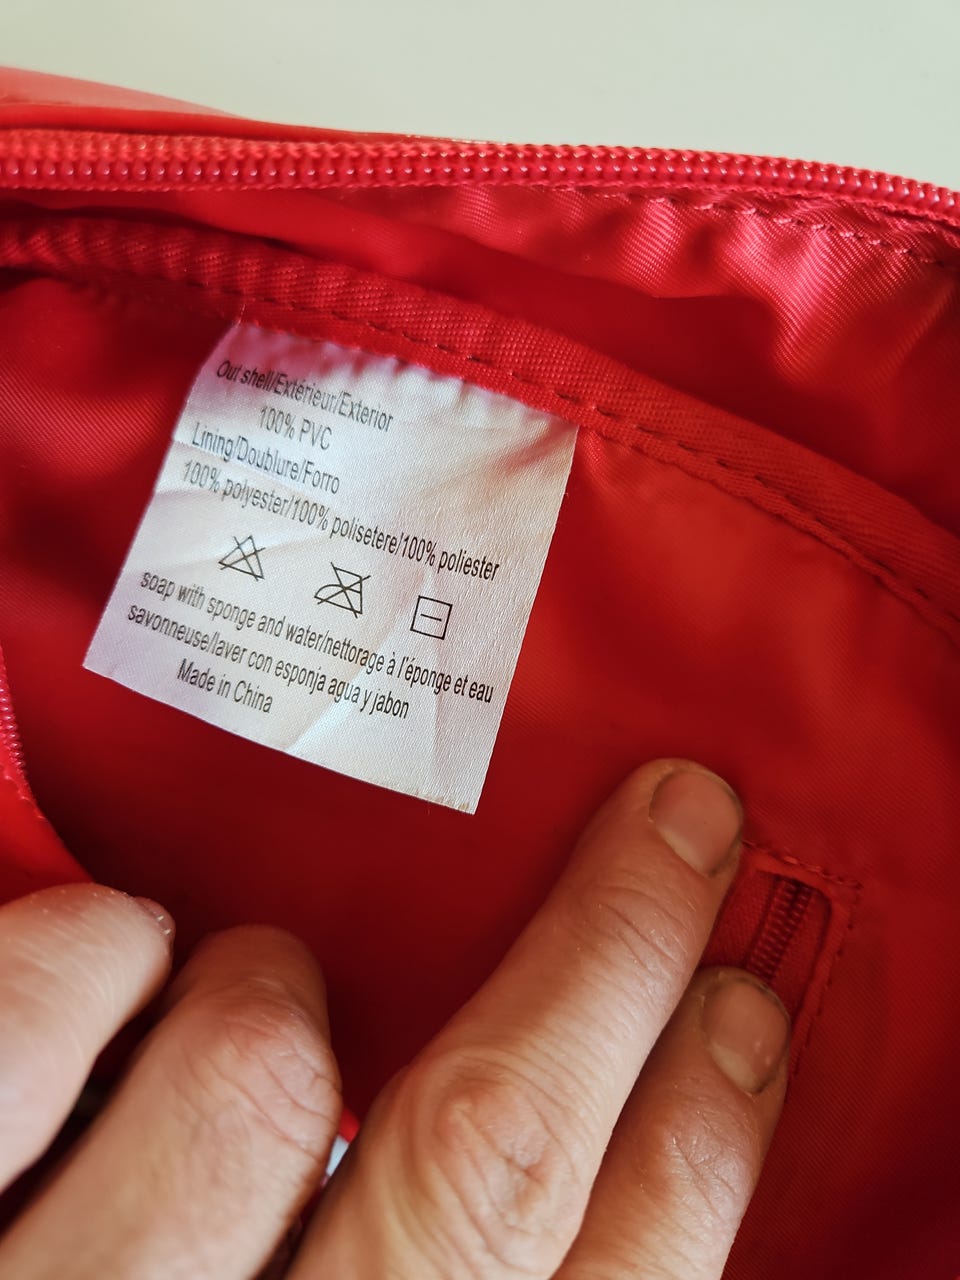 Out shell/Extérieur/Exterior
100% PVC
Lining/Doublure/Forro
100% polyester/100% polisetere/100% poliester
soap with sponge and water/nettorage à l'éponge et eau
savonneuse/laver con esponja agua y jabon
Made in China